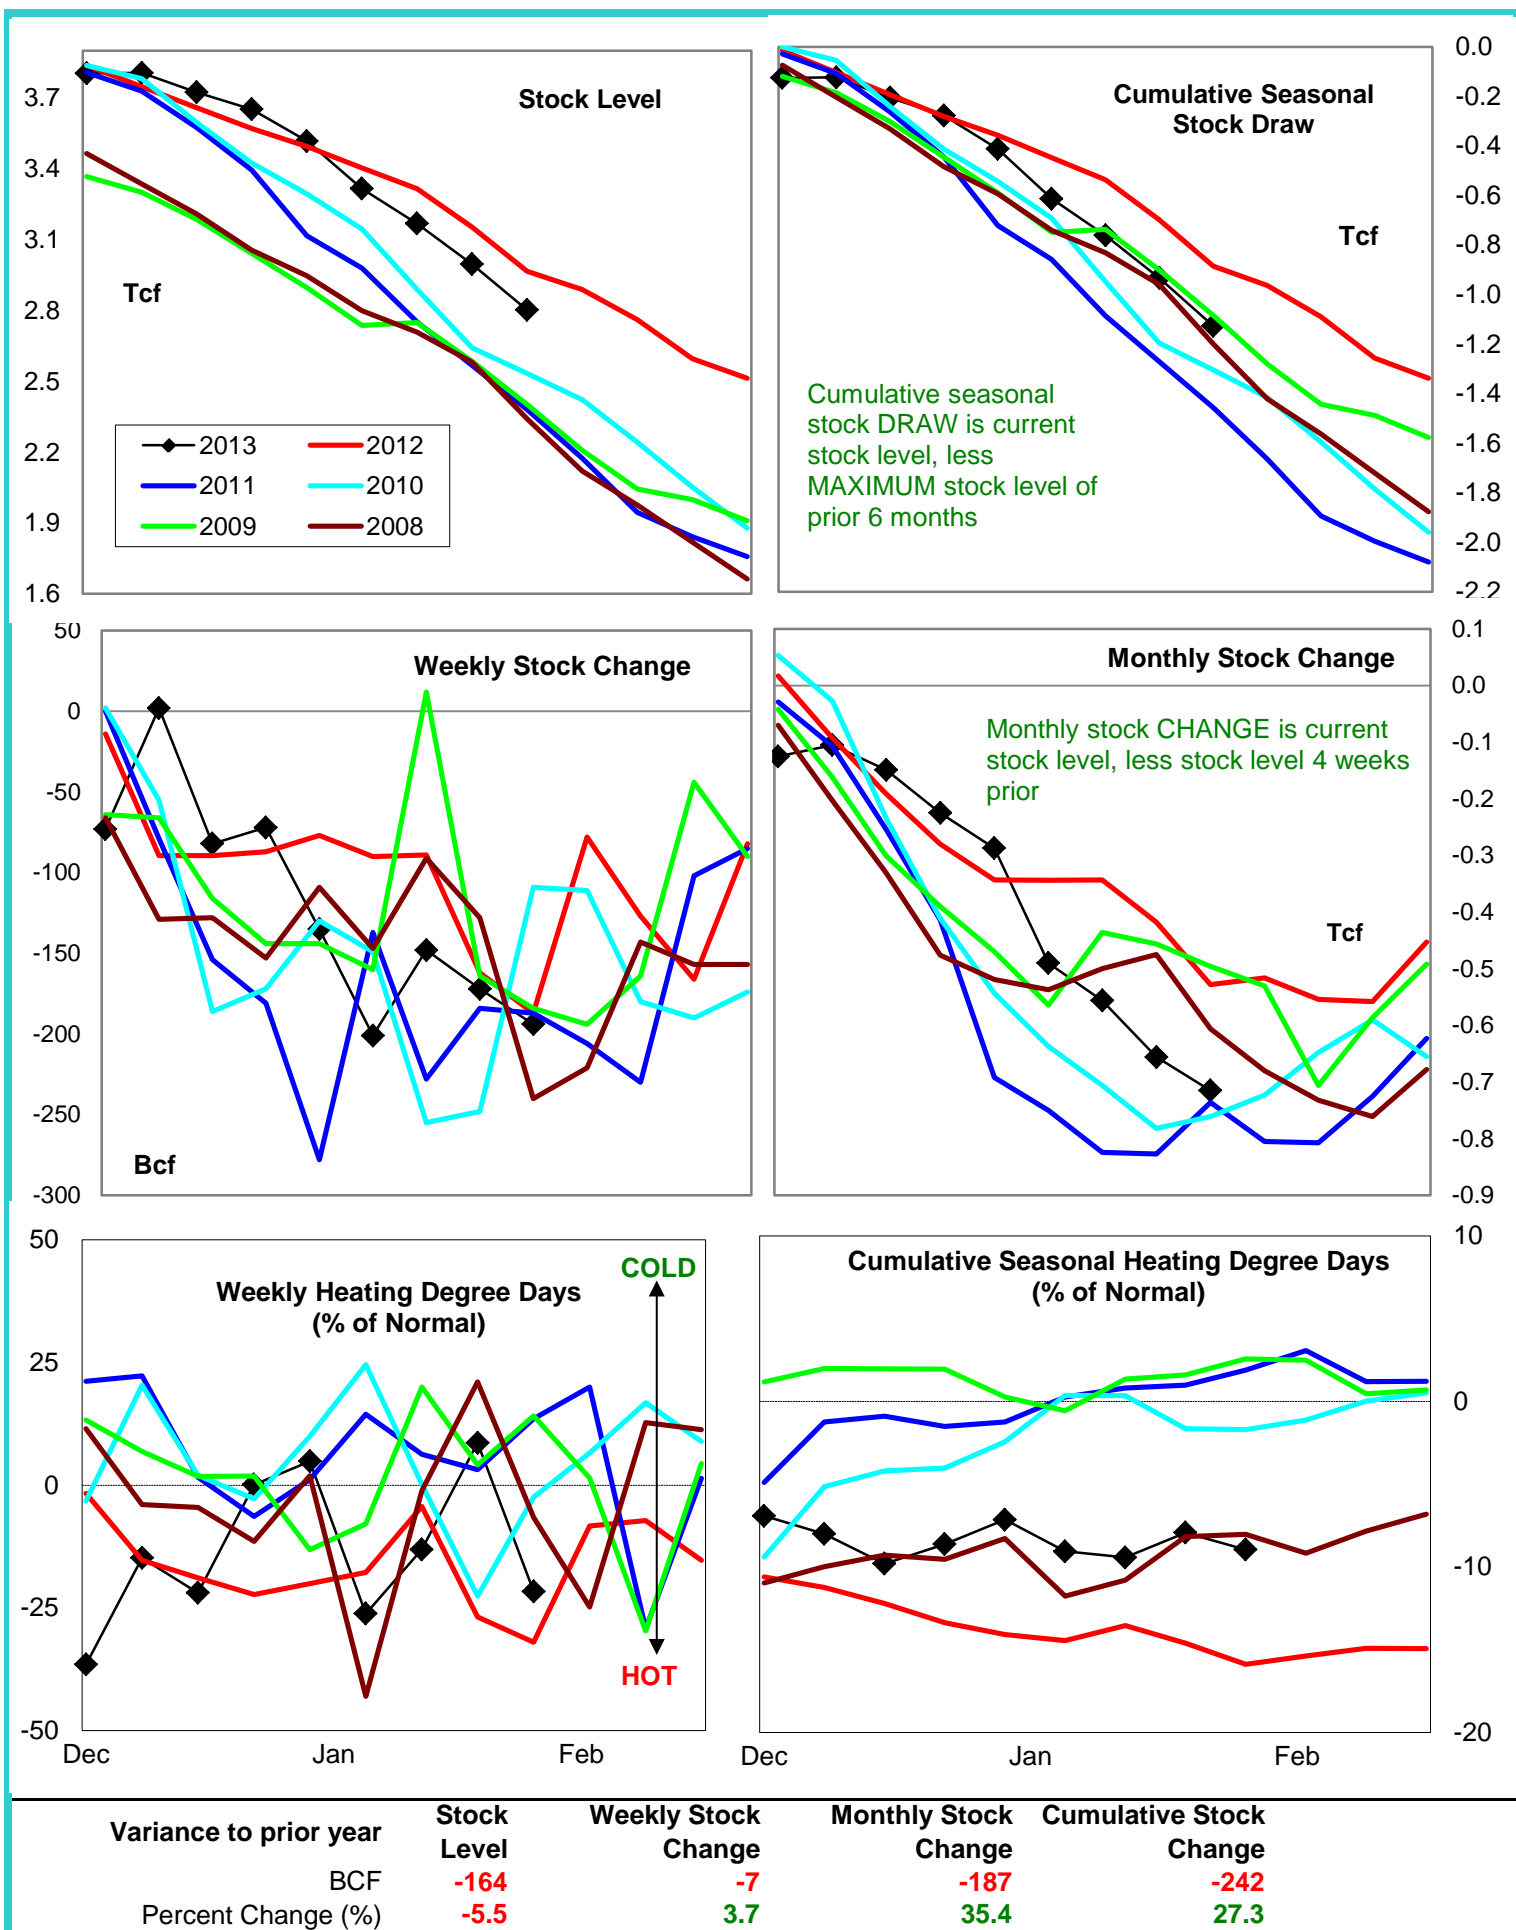 Stock Level
3.7
3.4
3.1
2.8
2.5
2.2
1.9
1.6
Tcf
2013
2012
2011
2010
2009
2008
Cumulative Seasonal
Stock Draw
Tcf
Cumulative seasonal
stock DRAW is current
stock level, less
MAXIMUM stock level of
prior 6 months
0.0
-0.2
-0.4
-0.6
-0.8
-1.0
-1.2
-1.4
-1.6
-1.8
-2.0
-2.2
Weekly Stock Change
50
0
-50
-100
-150
-200
-250
-300
Bcf
Monthly Stock Change
Monthly stock CHANGE is current
stock level, less stock level 4 weeks
prior
Tcf
0.1
0.0
-0.1
-0.2
-0.3
-0.4
-0.5
-0.6
-0.7
-0.8
-0.9
Weekly Heating Degree Days
(% of Normal)
COLD
HOT
50
25
0
-25
-50
Dec
Jan
Feb
Cumulative Seasonal Heating Degree Days
(% of Normal)
10
0
-10
-20
Dec
Jan
Feb
Variance to prior year
Stock
Level
Weekly Stock
Change
Monthly Stock
Change
Cumulative Stock
Change
BCF -164 -7 -187 -242
Percent Change (%) -5.5 3.7 35.4 27.3